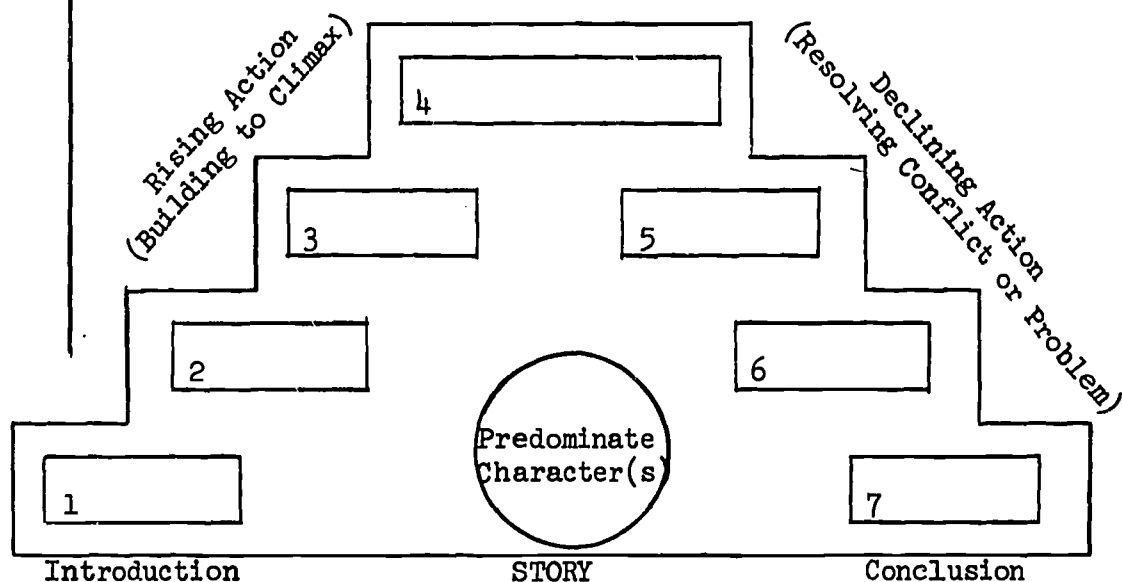 Rising Action
(Building to Climax)
4
Declining Action
(Resolving Conflict or Problem)
3
5
2
6
Predominate
Character(s)
1
7
Introduction
STORY
Conclusion